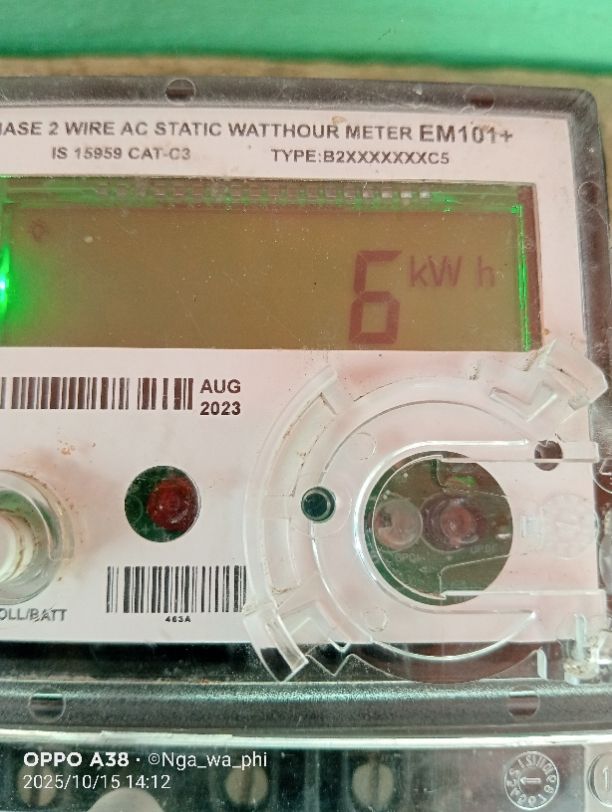 HASE 2 WIRE AC STATIC WATTHOUR METER EM101+
IS 15959 CAT-C3 TYPE:B2XXXXXXXC5
6 kWh
AUG
2023
OLL/BATT
463A
OPPO A38 · ©Nga_wa_phi
2025/10/15 14:12